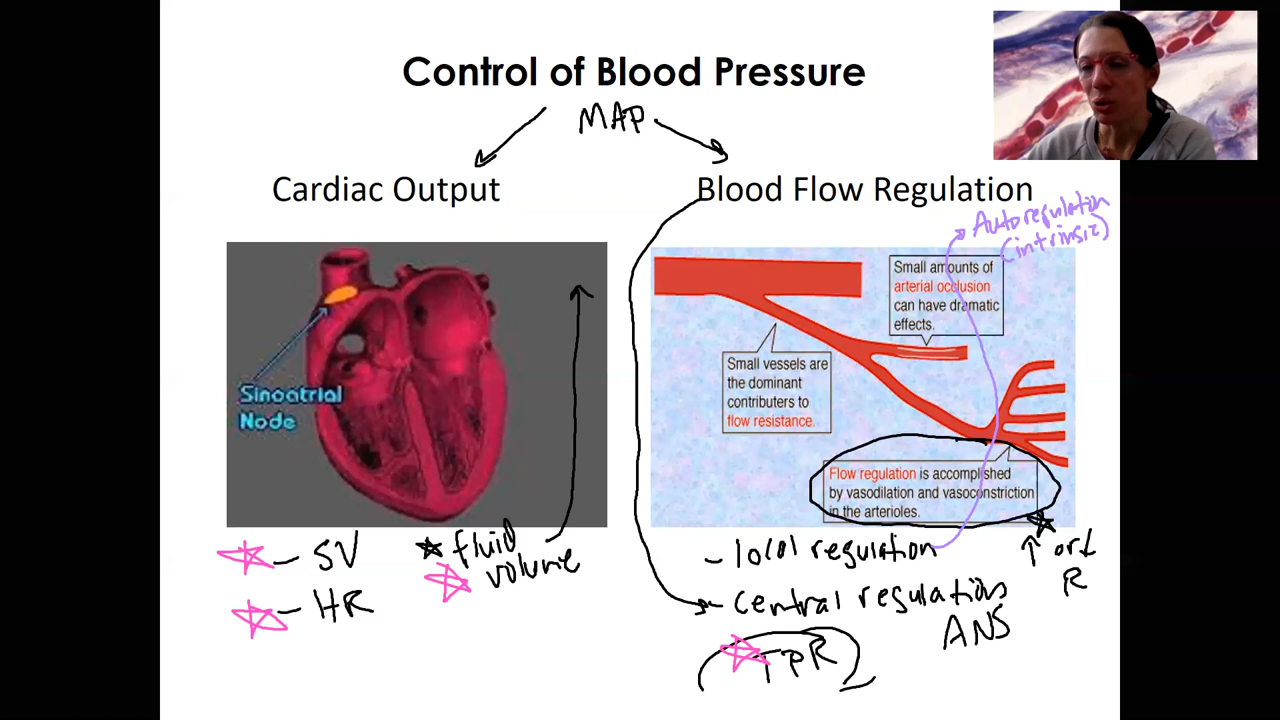 Control of Blood Pressure
MAP
Cardiac Output
Blood Flow Regulation
Autoregulation
(intrinsic)
Sinoatrial
Node
Small amounts of
arterial occlusion
can have dramatic
effects.
Small vessels are
the dominant
contributers to
flow resistance.
Flow regulation is accomplished
by vasodilation and vasoconstriction
in the arterioles.
- SV
- HR
fluid
volume
- local regulation
↑ or ↓
R
- central regulation
ANS
TPR